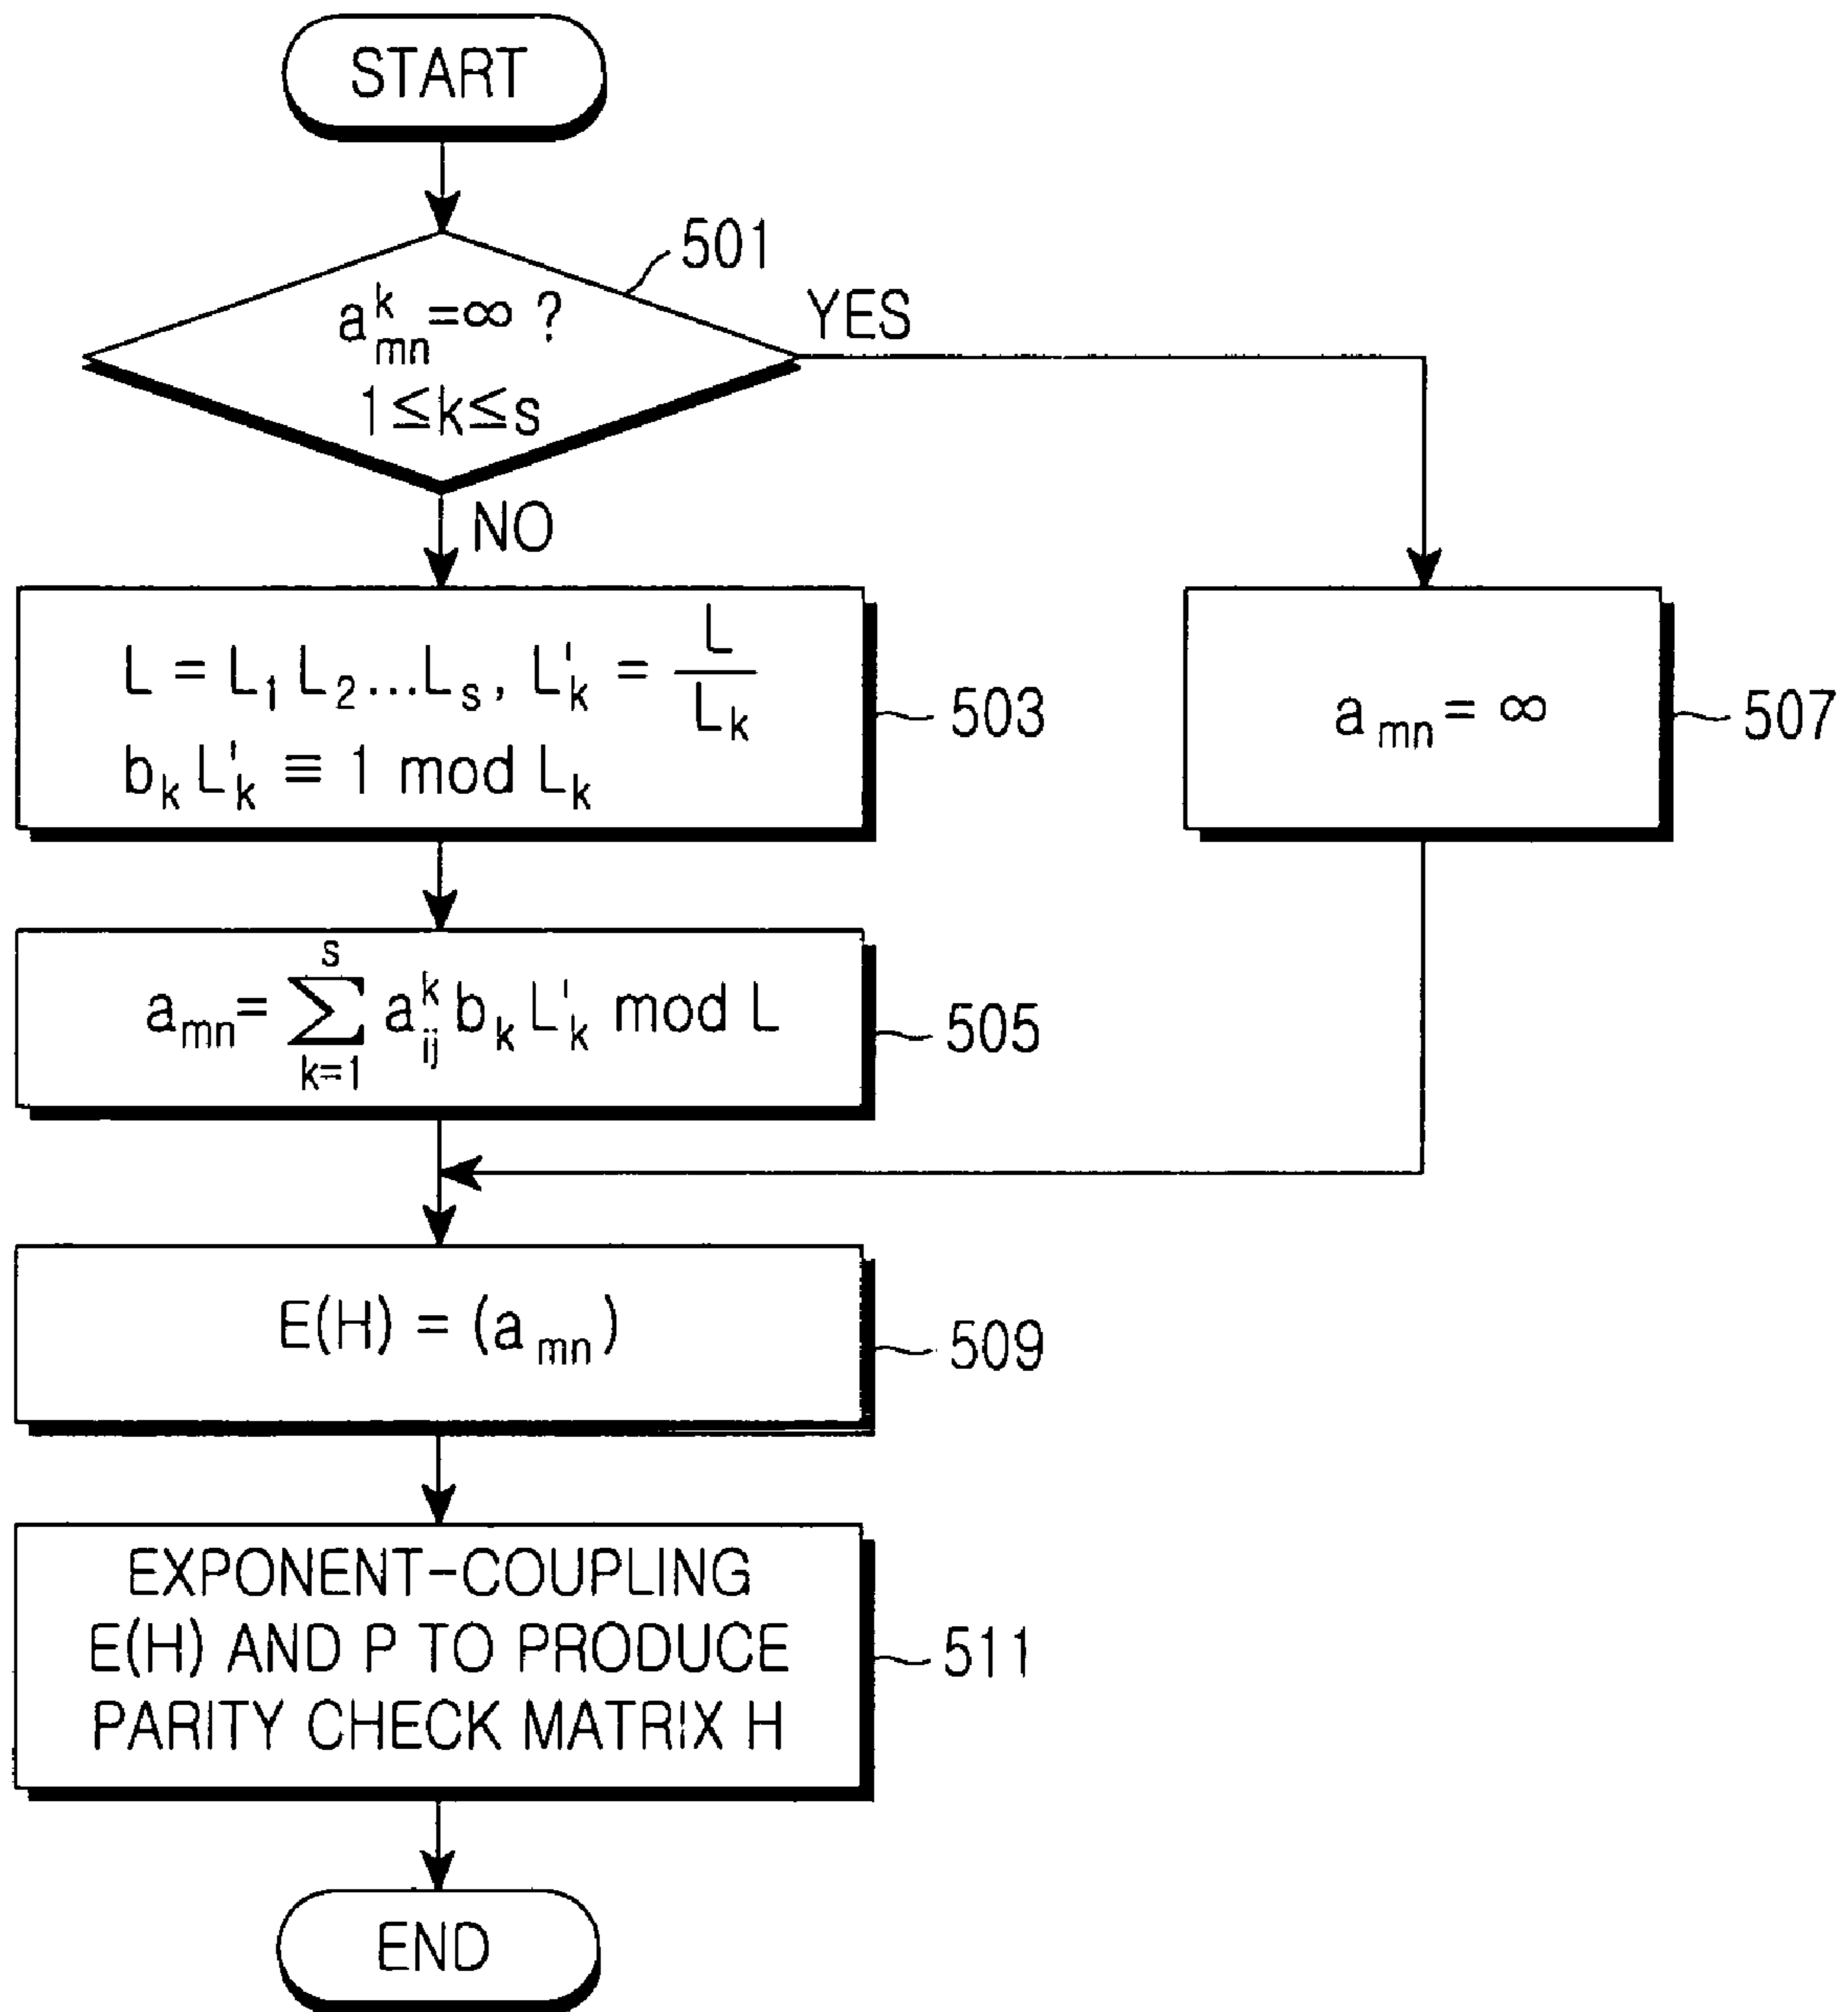 START
501
a^k_mn = ∞ ?
1 ≤ k ≤ s
YES
NO
L = L_1 L_2 ... L_s , L'_k = L / L_k
b_k L'_k ≡ 1 mod L_k
503
a_mn = ∞
507
a_mn = ∑_{k=1}^{s} a^k_ij b_k L'_k mod L
505
E(H) = (a_mn)
509
EXPONENT-COUPLING
E(H) AND P TO PRODUCE
PARITY CHECK MATRIX H
511
END